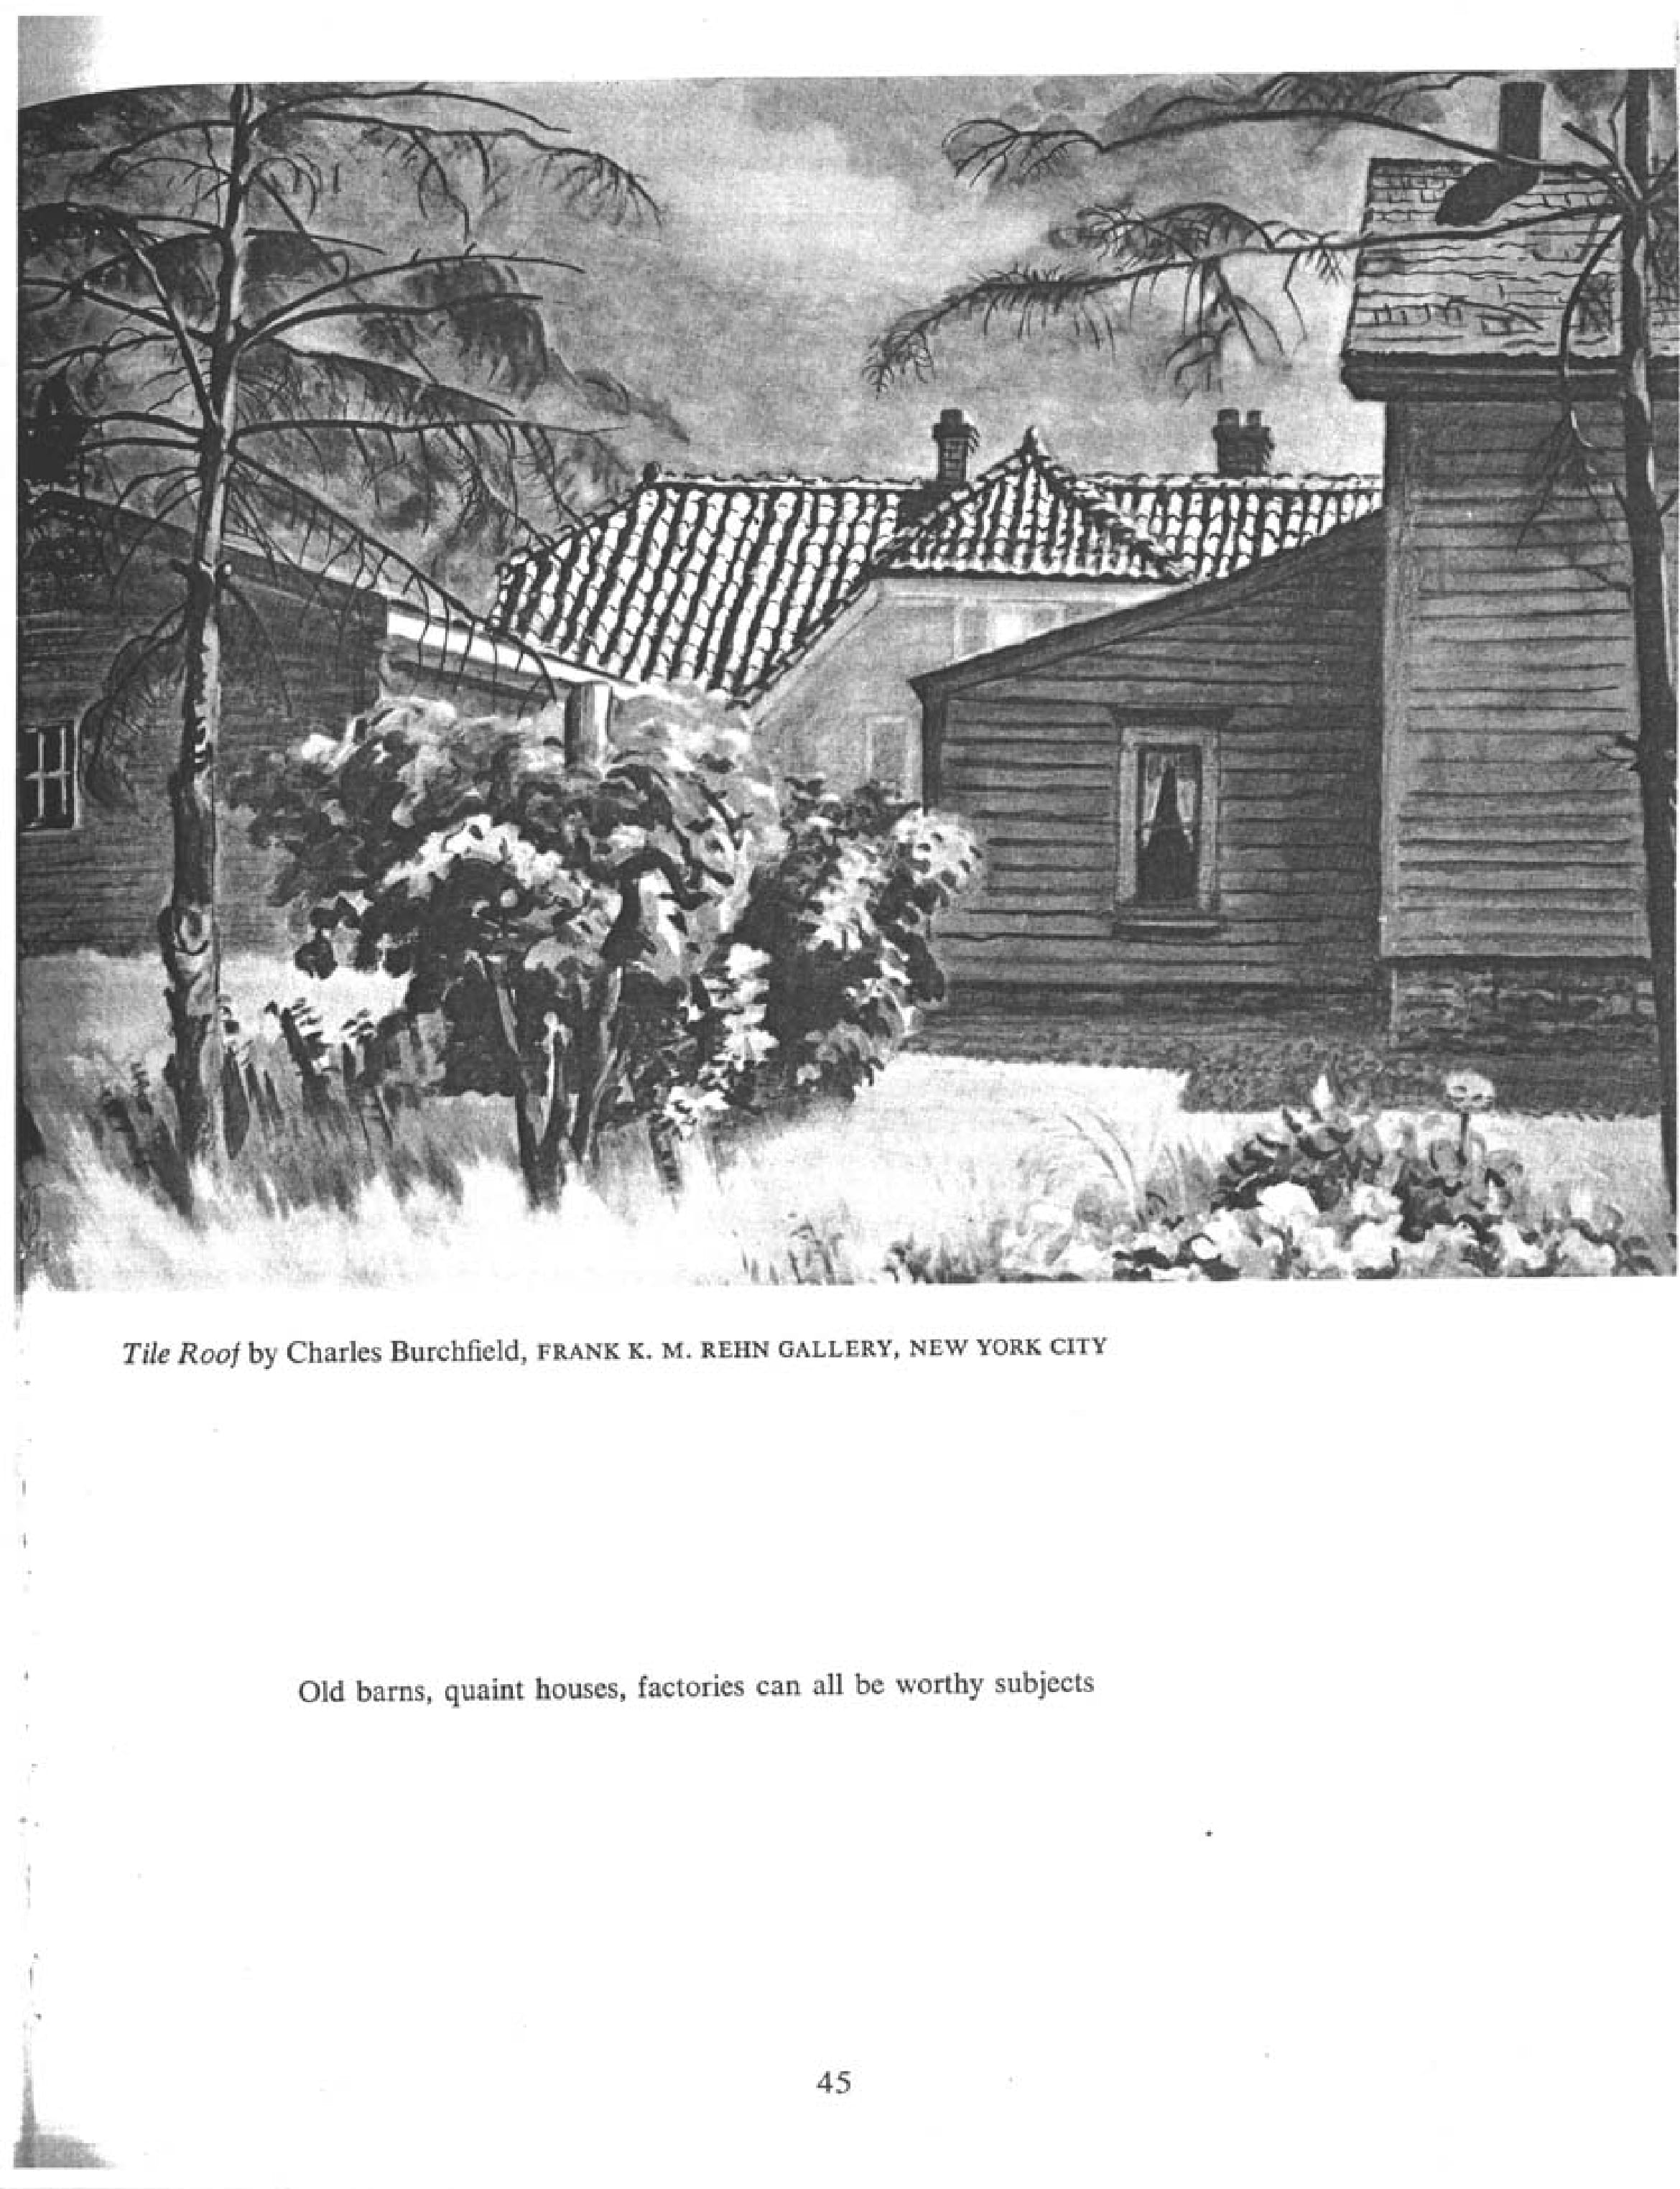 Tile Roof by Charles Burchfield, FRANK K. M. REHN GALLERY, NEW YORK CITY
Old barns, quaint houses, factories can all be worthy subjects
45